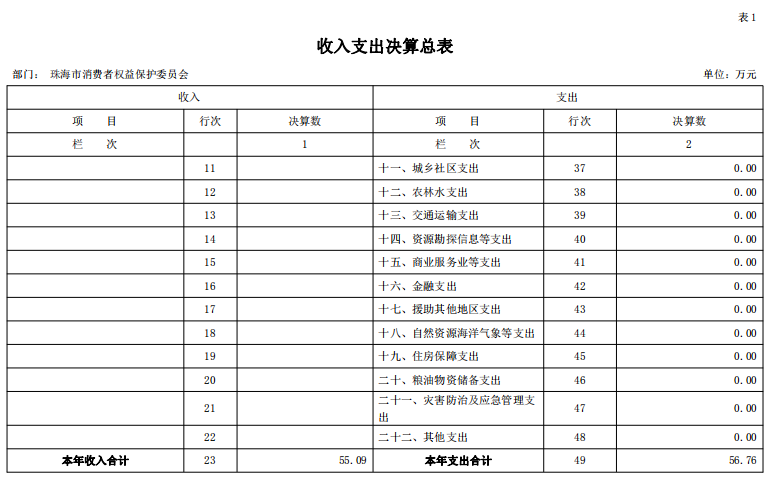 表1
收入支出决算总表
部门： 珠海市消费者权益保护委员会 单位：万元
收入 支出
项 目 行次 决算数 项 目 行次 决算数
栏 次 1 栏 次 2
11 十一、城乡社区支出 37 0.00
12 十二、农林水支出 38 0.00
13 十三、交通运输支出 39 0.00
14 十四、资源勘探信息等支出 40 0.00
15 十五、商业服务业等支出 41 0.00
16 十六、金融支出 42 0.00
17 十七、援助其他地区支出 43 0.00
18 十八、自然资源海洋气象等支出 44 0.00
19 十九、住房保障支出 45 0.00
20 二十、粮油物资储备支出 46 0.00
21 二十一、灾害防治及应急管理支
出 47 0.00
22 二十二、其他支出 48 0.00
本年收入合计 23 55.09 本年支出合计 49 56.76